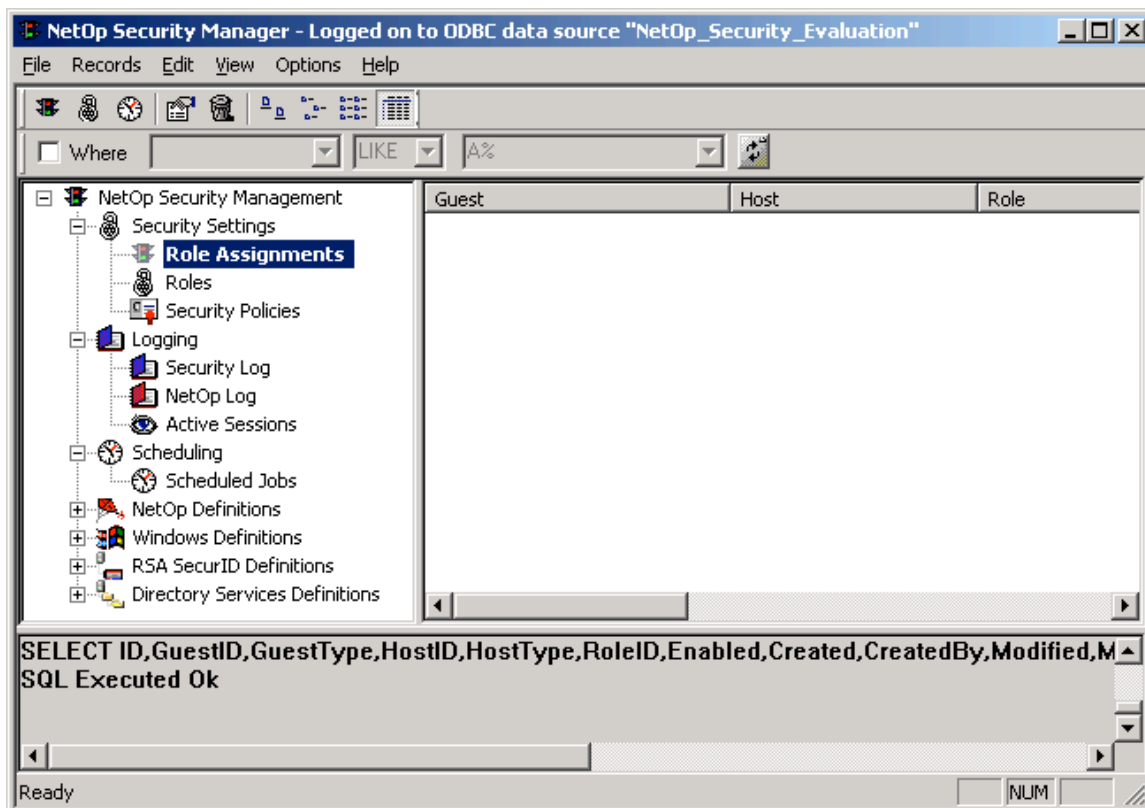 NetOp Security Manager - Logged on to ODBC data source "NetOp_Security_Evaluation"
File Records Edit View Options Help
Where LIKE A%
NetOp Security Management
Security Settings
Role Assignments
Roles
Security Policies
Logging
Security Log
NetOp Log
Active Sessions
Scheduling
Scheduled Jobs
NetOp Definitions
Windows Definitions
RSA SecurID Definitions
Directory Services Definitions
Guest Host Role
SELECT ID,GuestID,GuestType,HostID,HostType,RoleID,Enabled,Created,CreatedBy,Modified,M
SQL Executed Ok
Ready NUM